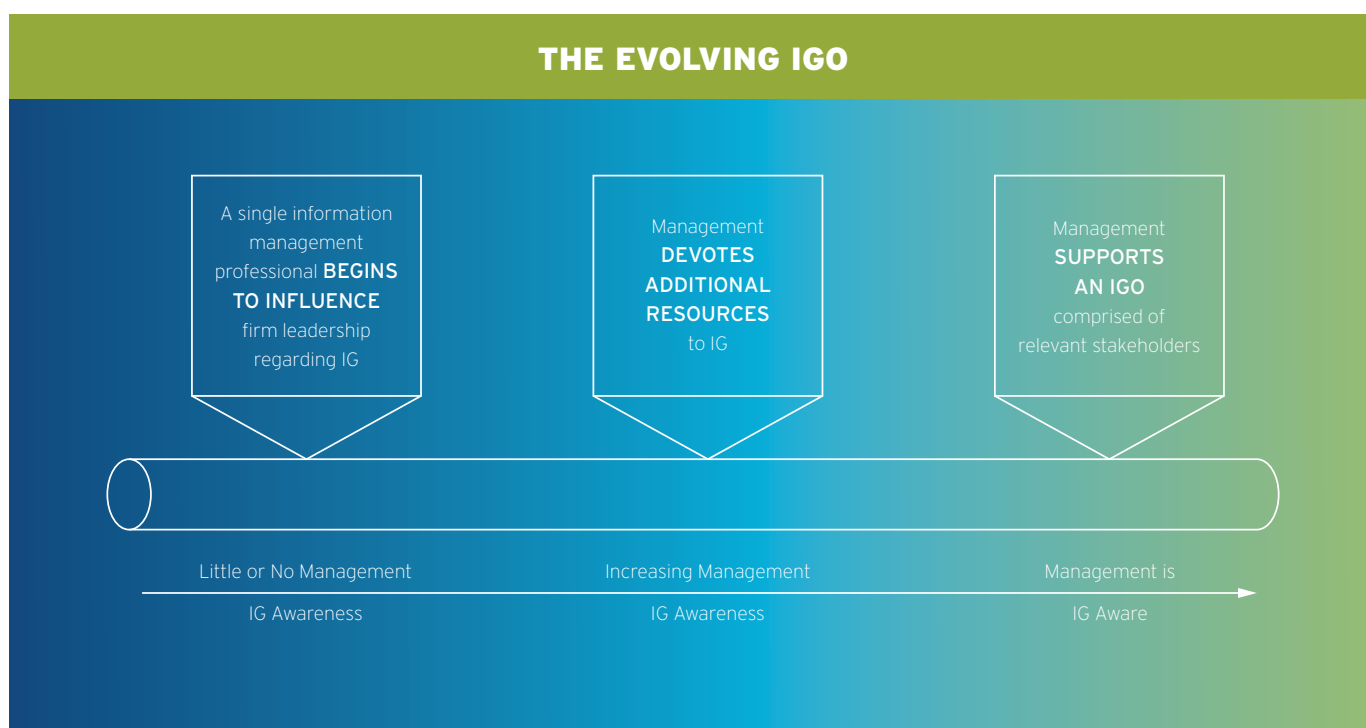 THE EVOLVING IGO
A single information
management
professional BEGINS
TO INFLUENCE
firm leadership
regarding IG
Management
DEVOTES
ADDITIONAL
RESOURCES
to IG
Management
SUPPORTS
AN IGO
comprised of
relevant stakeholders
Little or No Management
IG Awareness
Increasing Management
IG Awareness
Management is
IG Aware